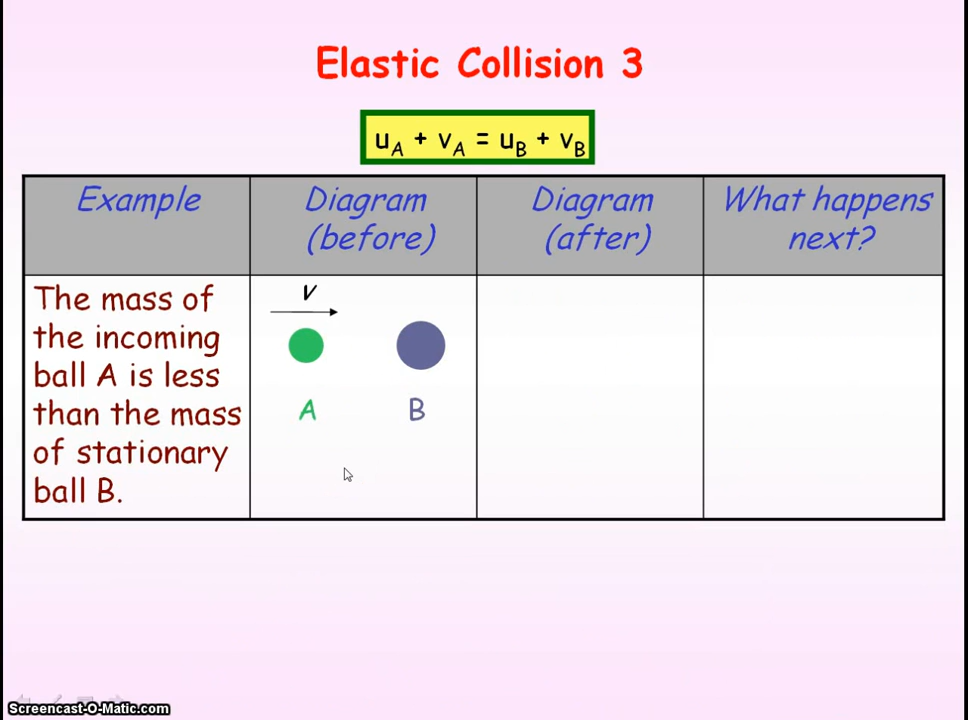 Elastic Collision 3
u_A + v_A = u_B + v_B
Example
Diagram
(before)
Diagram
(after)
What happens
next?
The mass of
the incoming
ball A is less
than the mass
of stationary
ball B.
v
A
B
Screencast-O-Matic.com